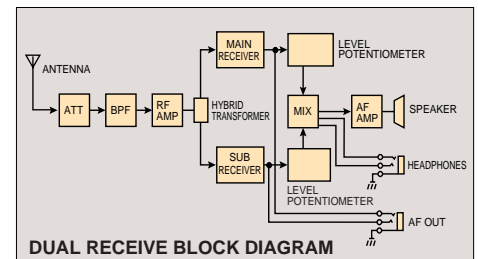 MAIN
RECEIVER
LEVEL
POTENTIOMETER
ANTENNA
ATT
BPF
RF
AMP
HYBRID
TRANSFORMER
MIX
AF
AMP
SPEAKER
SUB
RECEIVER
HEADPHONES
LEVEL
POTENTIOMETER
AF OUT
DUAL RECEIVE BLOCK DIAGRAM